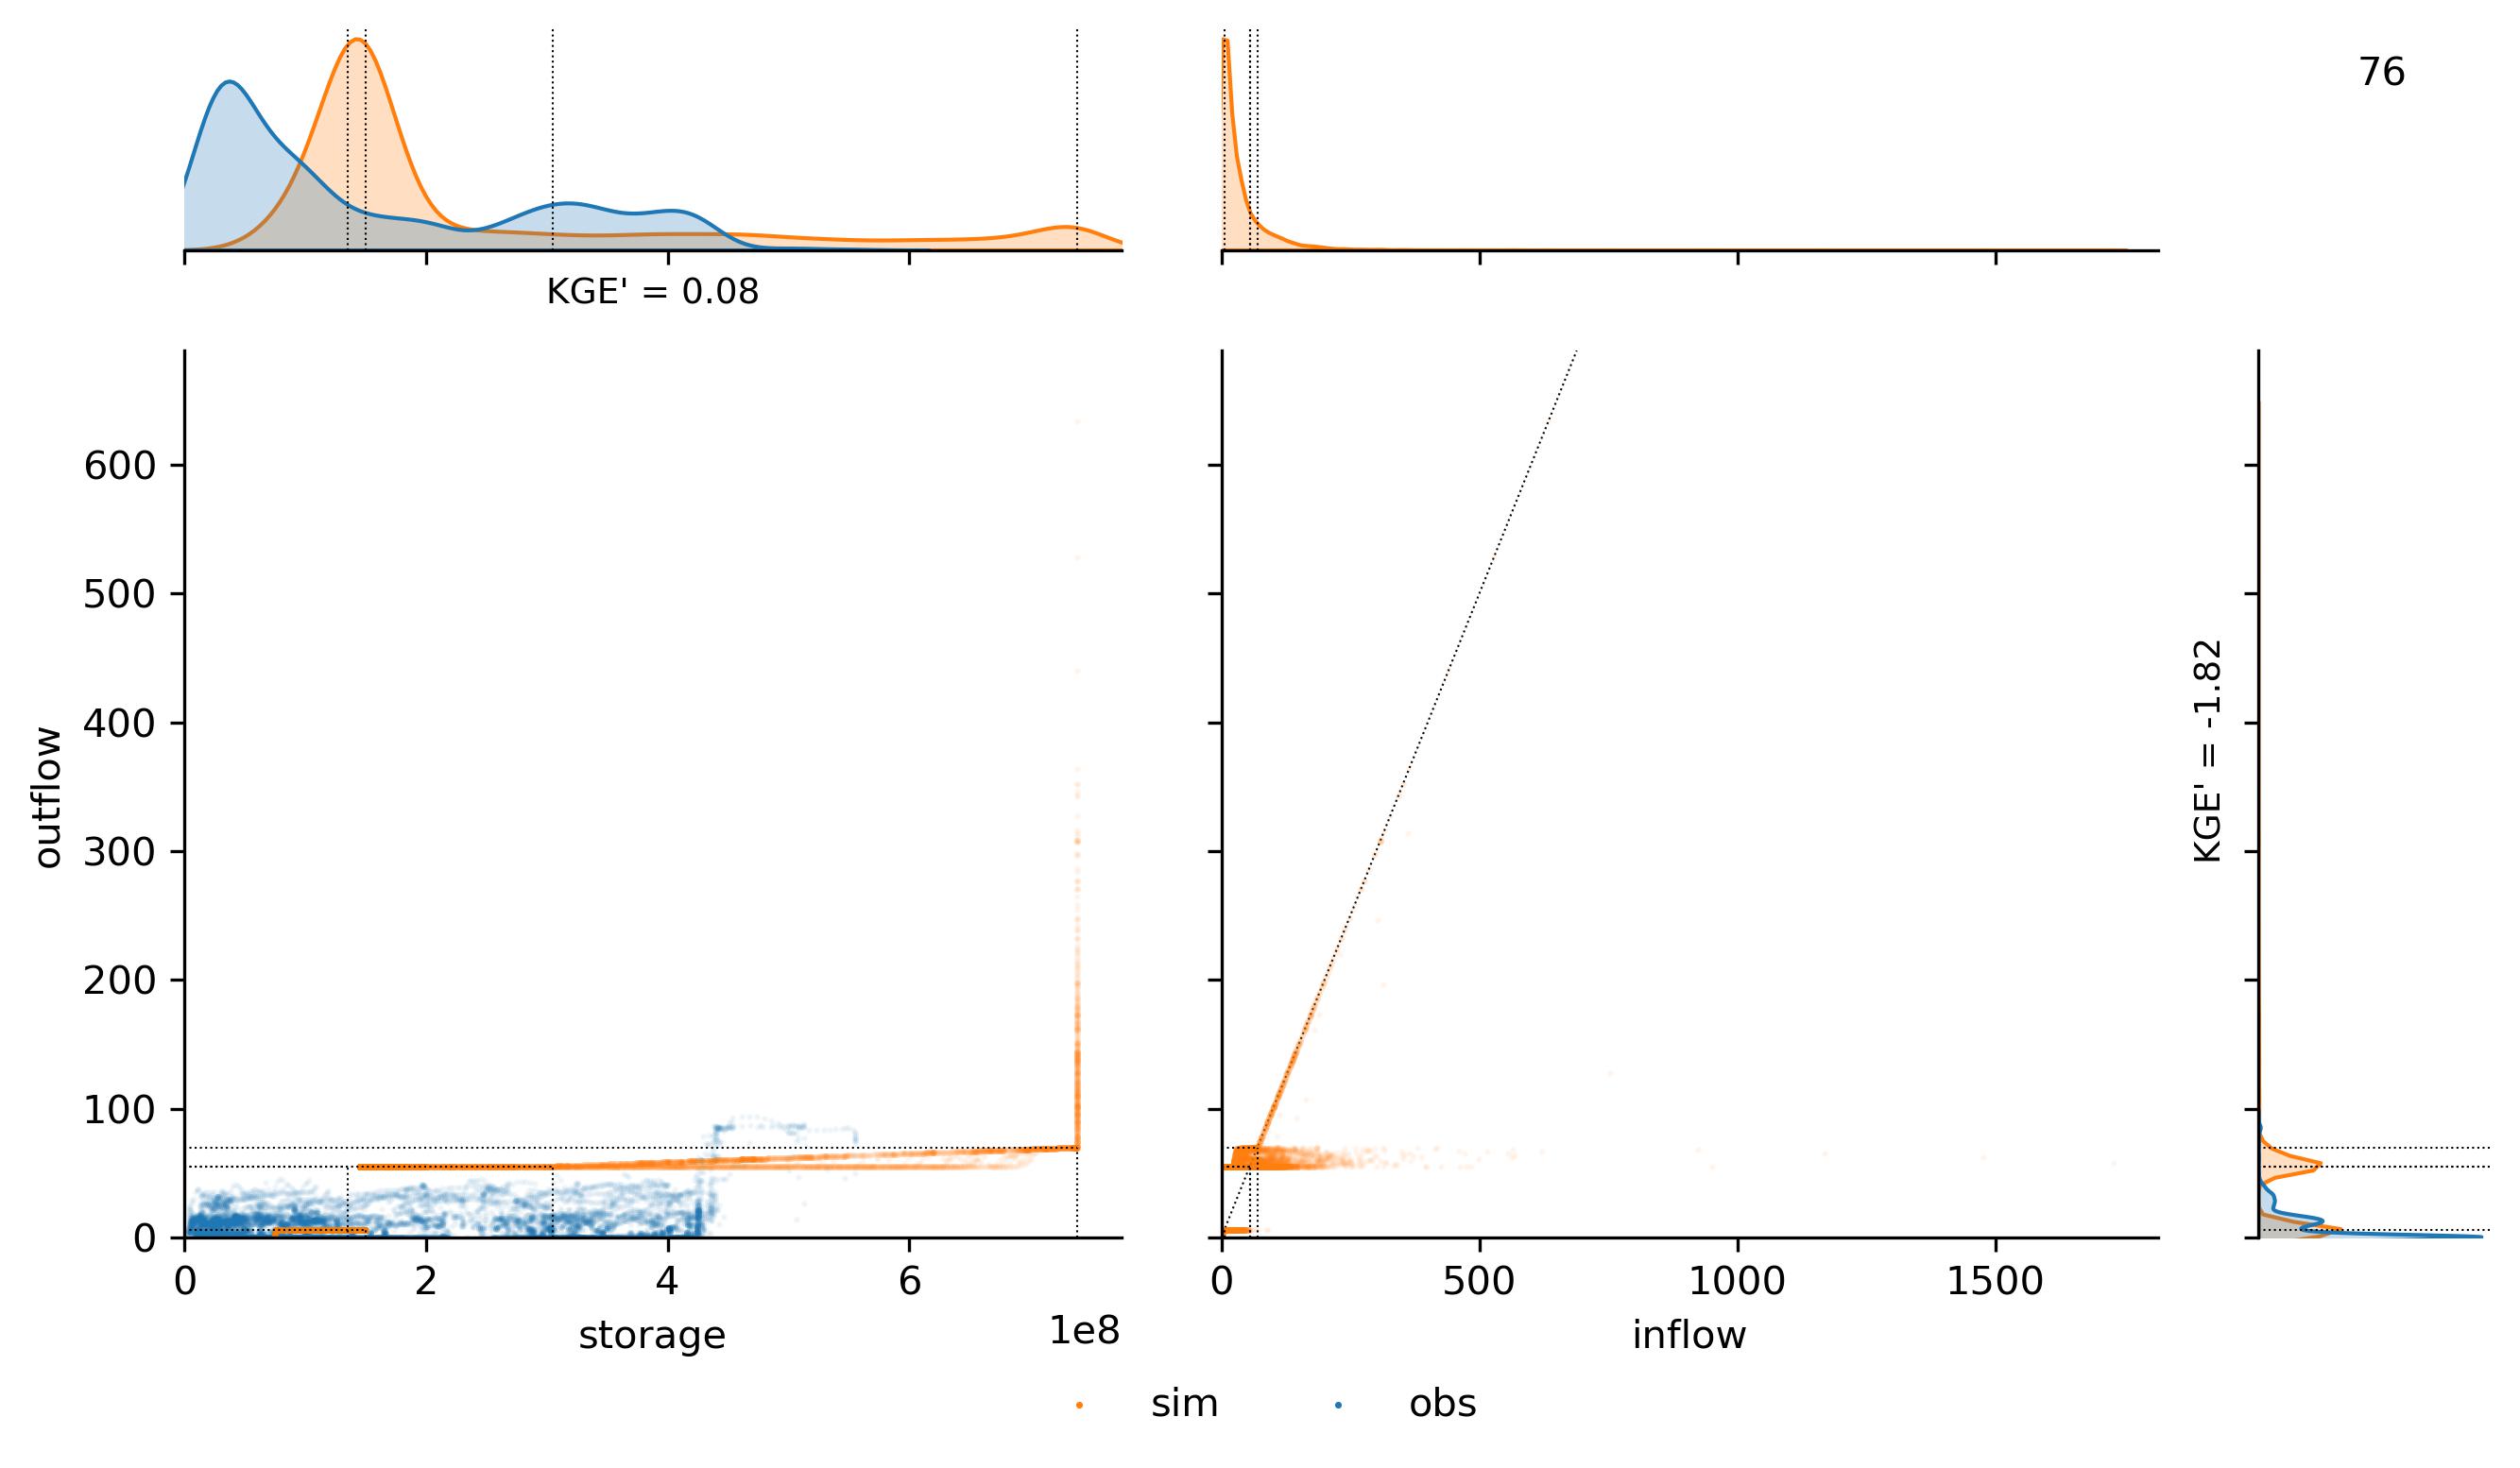 76
KGE' = 0.08
600
500
400
300
200
100
0
outflow
0 2 4 6
storage
1e8
KGE' = -1.82
0 500 1000 1500
inflow
sim obs